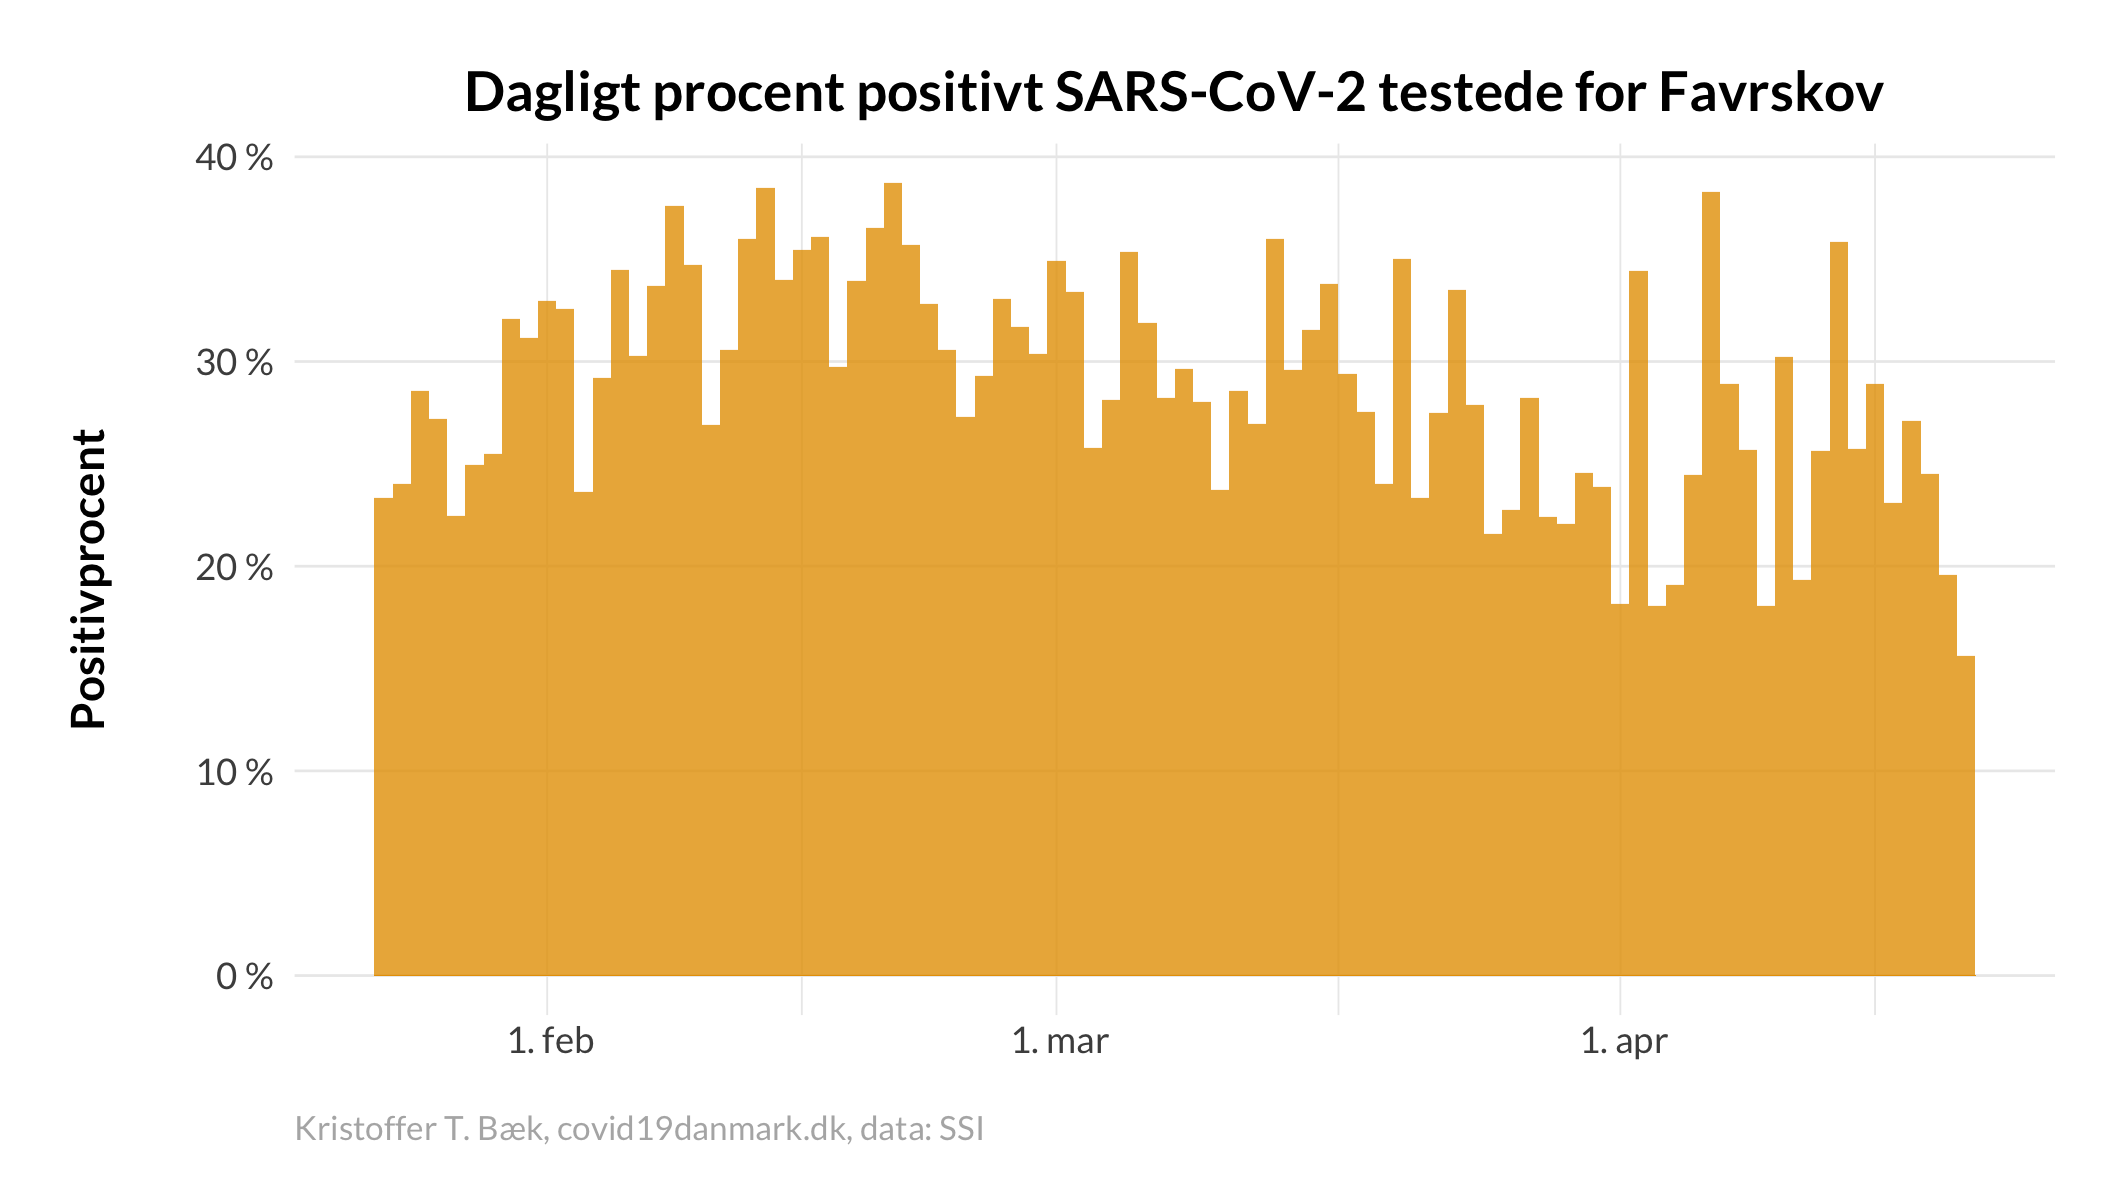 Dagligt procent positivt SARS-CoV-2 testede for Favrskov
Positivprocent
40 %
30 %
20 %
10 %
0 %
1. feb
1. mar
1. apr
Kristoffer T. Bæk, covid19danmark.dk, data: SSI